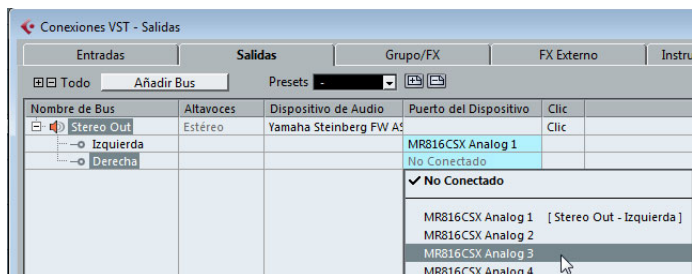 Conexiones VST - Salidas
Entradas Salidas Grupo/FX FX Externo Instru
Todo Añadir Bus Presets -
Nombre de Bus Altavoces Dispositivo de Audio Puerto del Dispositivo Clic
Stereo Out Estéreo Yamaha Steinberg FW AS Clic
Izquierda MR816CSX Analog 1
Derecha No Conectado
No Conectado
MR816CSX Analog 1 [ Stereo Out - Izquierda ]
MR816CSX Analog 2
MR816CSX Analog 3
MR816CSX Analog 4